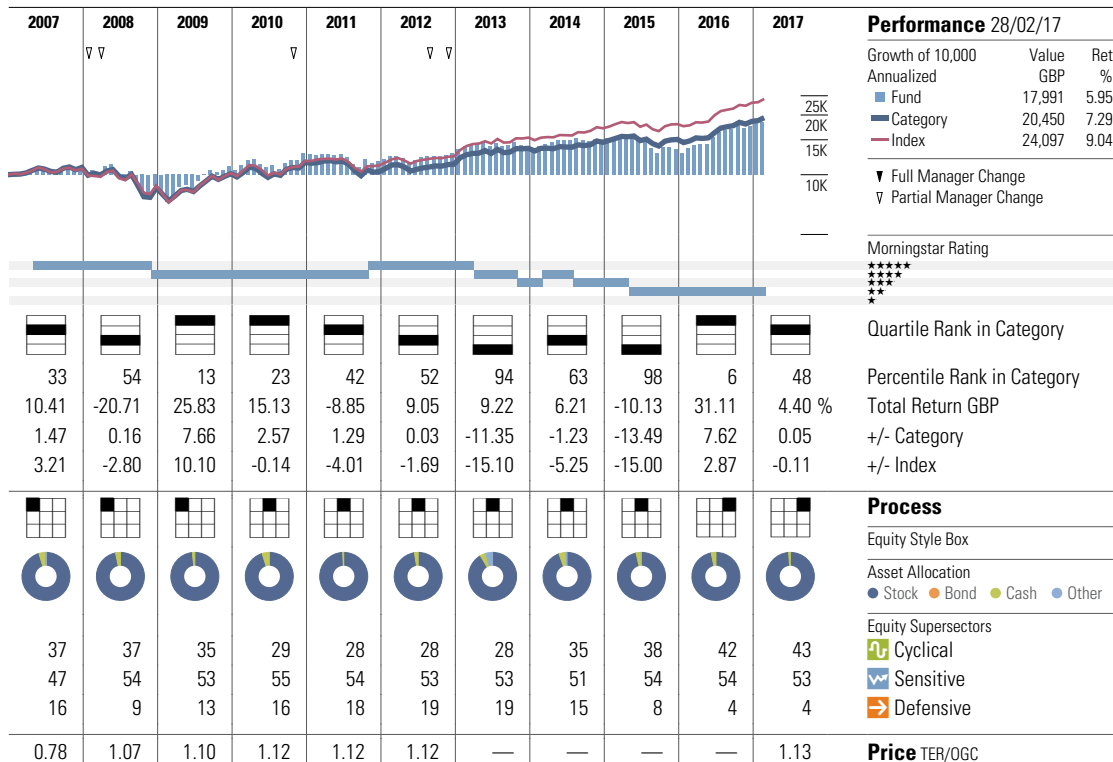 2007 2008 2009 2010 2011 2012 2013 2014 2015 2016 2017
Performance 28/02/17
Growth of 10,000 Value Ret
Annualized GBP %
Fund 17,991 5.95
Category 20,450 7.29
Index 24,097 9.04
Full Manager Change
Partial Manager Change
25K
20K
15K
10K
Morningstar Rating
★★★★★
★★★★
★★★
★★
★
Quartile Rank in Category
33 54 13 23 42 52 94 63 98 6 48 Percentile Rank in Category
10.41 -20.71 25.83 15.13 -8.85 9.05 9.22 6.21 -10.13 31.11 4.40 % Total Return GBP
1.47 0.16 7.66 2.57 1.29 0.03 -11.35 -1.23 -13.49 7.62 0.05 +/- Category
3.21 -2.80 10.10 -0.14 -4.01 -1.69 -15.10 -5.25 -15.00 2.87 -0.11 +/- Index
Process
Equity Style Box
Asset Allocation
Stock Bond Cash Other
Equity Supersectors
37 37 35 29 28 28 28 35 38 42 43 Cyclical
47 54 53 55 54 53 53 51 54 54 53 Sensitive
16 9 13 16 18 19 19 15 8 4 4 Defensive
0.78 1.07 1.10 1.12 1.12 1.12 — — — — 1.13 Price TER/OGC